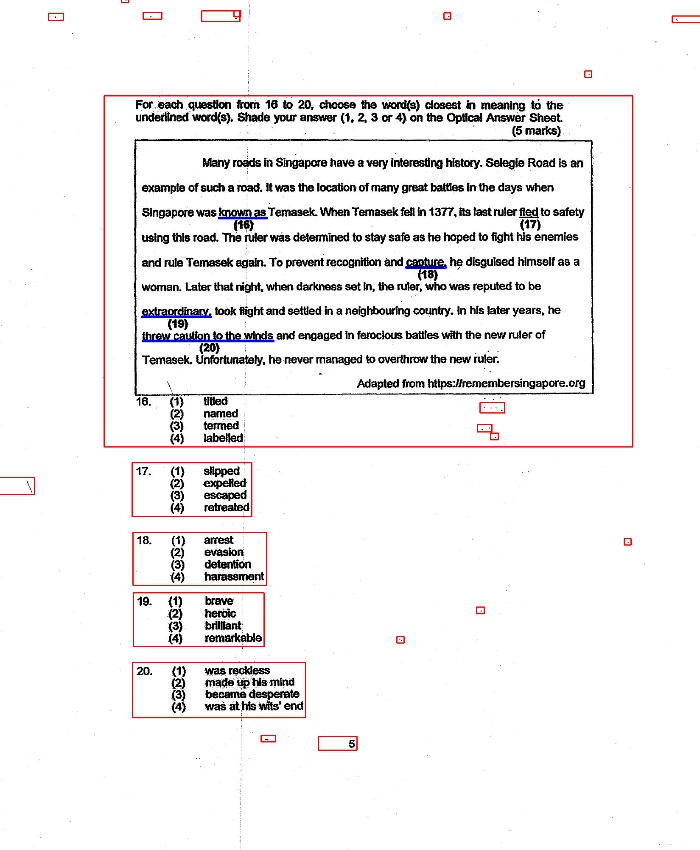 For each question from 16 to 20, choose the word(s) closest in meaning to the
underlined word(s). Shade your answer (1, 2, 3 or 4) on the Optical Answer Sheet.
(5 marks)
Many roads in Singapore have a very interesting history. Selegie Road is an
example of such a road. It was the location of many great battles in the days when
Singapore was known as Temasek. When Temasek fell in 1377, its last ruler fled to safety
(16) (17)
using this road. The ruler was determined to stay safe as he hoped to fight his enemies
and rule Temasek again. To prevent recognition and capture, he disguised himself as a
(18)
woman. Later that night, when darkness set in, the ruler, who was reputed to be
extraordinary, took flight and settled in a neighbouring country. In his later years, he
(19)
threw caution to the winds and engaged in ferocious battles with the new ruler of
(20)
Temasek. Unfortunately, he never managed to overthrow the new ruler.
Adapted from https://remembersingapore.org
16. (1) titled
(2) named
(3) termed
(4) labelled
17. (1) slipped
(2) expelled
(3) escaped
(4) retreated
18. (1) arrest
(2) evasion
(3) detention
(4) harassment
19. (1) brave
(2) heroic
(3) brilliant
(4) remarkable
20. (1) was reckless
(2) made up his mind
(3) became desperate
(4) was at his wits' end
5